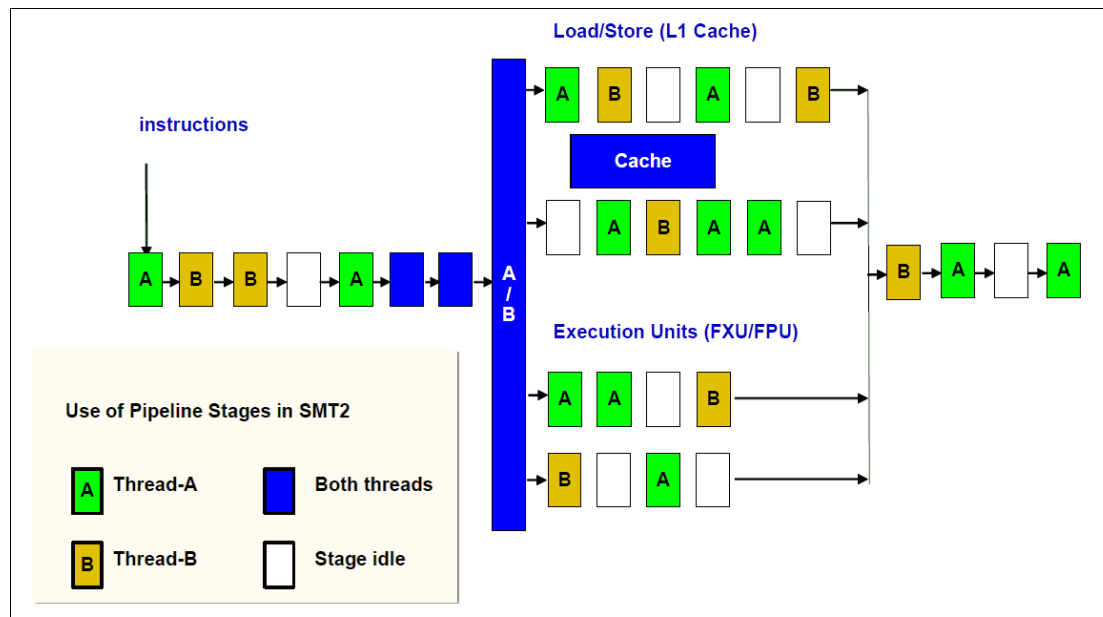 Load/Store (L1 Cache)
A B A B
instructions
Cache
A B A A
A B B A
A / B
B A A
Execution Units (FXU/FPU)
A A B
B A
Use of Pipeline Stages in SMT2
A Thread-A Both threads
B Thread-B Stage idle